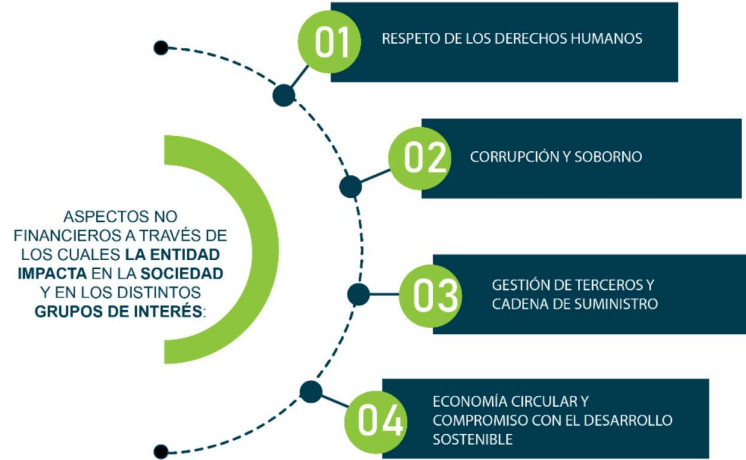 ASPECTOS NO
FINANCIEROS A TRAVÉS DE
LOS CUALES LA ENTIDAD
IMPACTA EN LA SOCIEDAD
Y EN LOS DISTINTOS
GRUPOS DE INTERÉS:
01
RESPETO DE LOS DERECHOS HUMANOS
02
CORRUPCIÓN Y SOBORNO
03
GESTIÓN DE TERCEROS Y
CADENA DE SUMINISTRO
04
ECONOMÍA CIRCULAR Y
COMPROMISO CON EL DESARROLLO
SOSTENIBLE